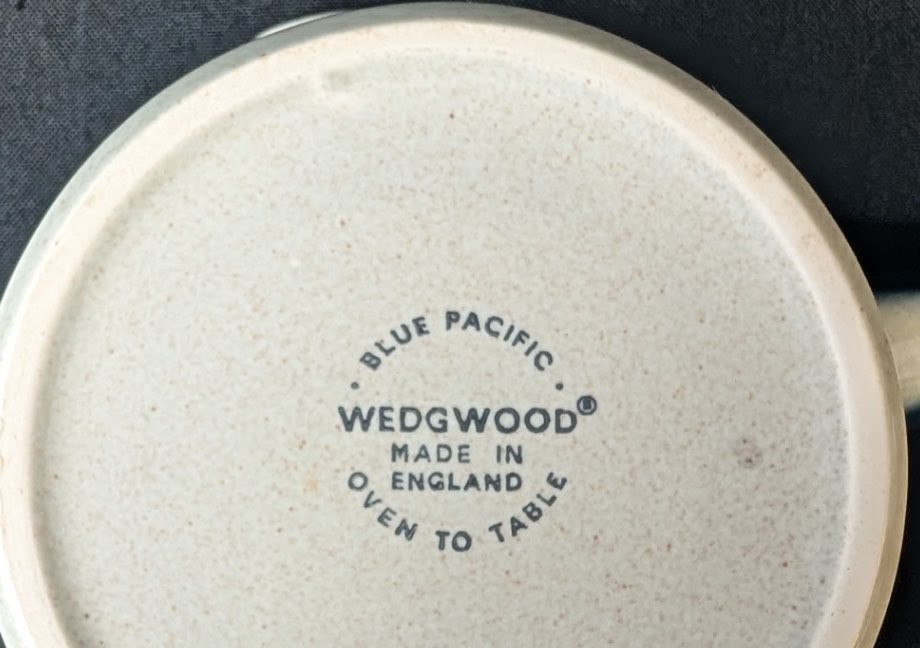 · BLUE PACIFIC ·
WEDGWOOD®
MADE IN
ENGLAND
OVEN TO TABLE